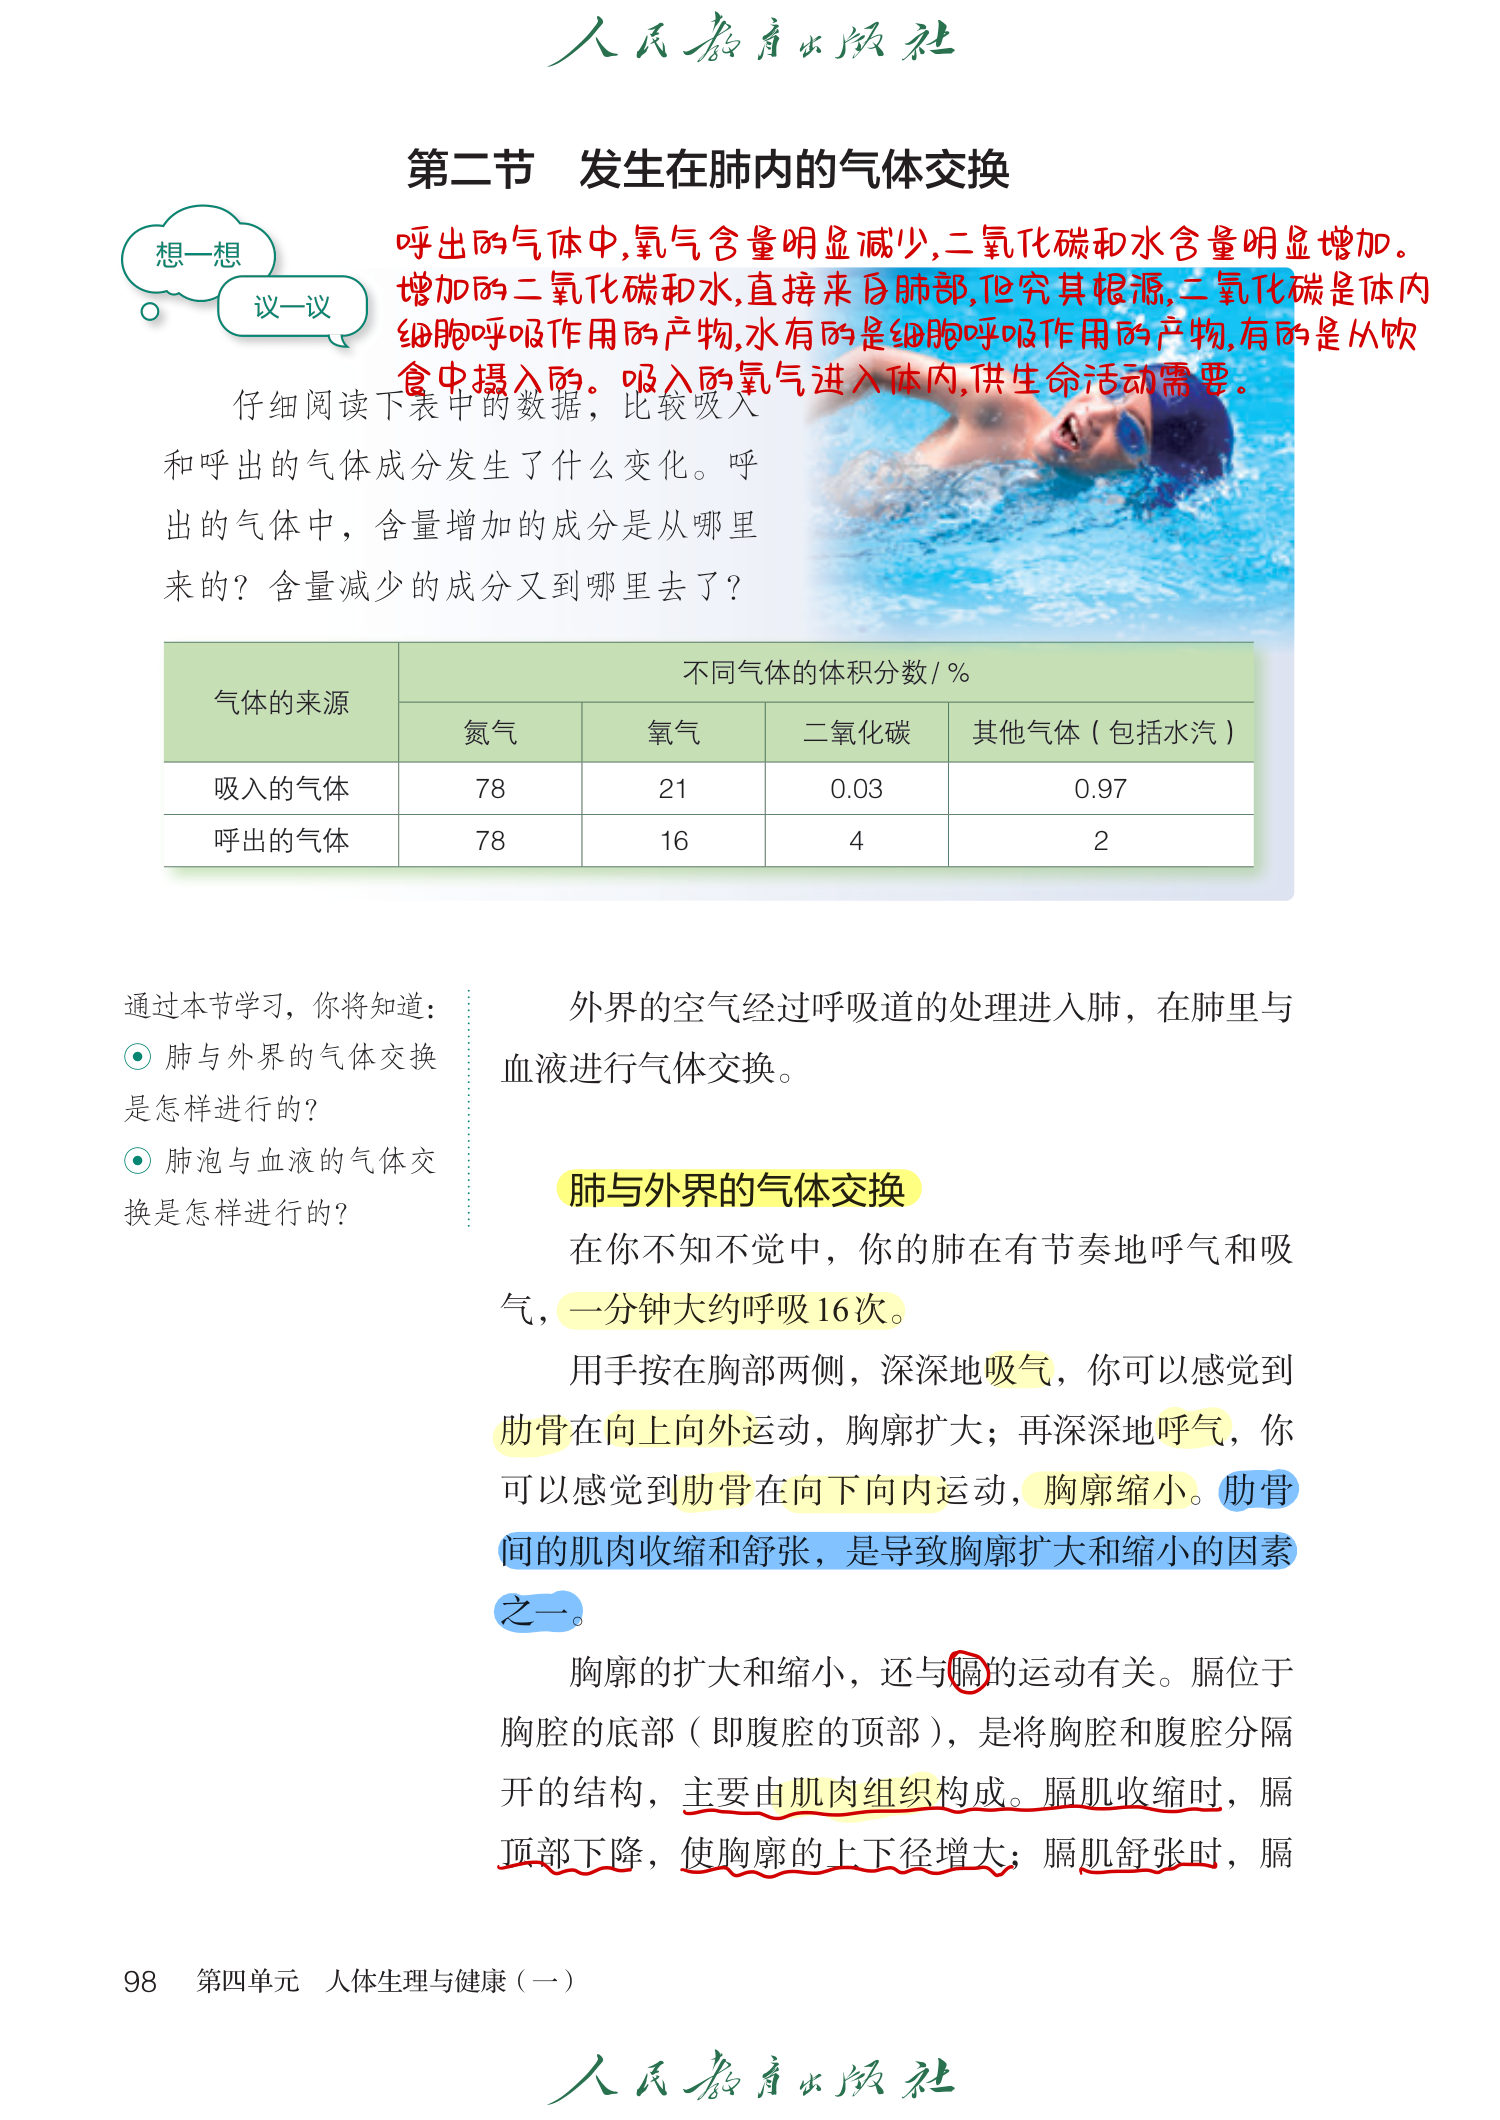 人民教育出版社
第二节 发生在肺内的气体交换
想一想
议一议
呼出的气体中,氧气含量明显减少,二氧化碳和水含量明显增加。
增加的二氧化碳和水,直接来自肺部,但究其根源,二氧化碳是体内
细胞呼吸作用的产物,水有的是细胞呼吸作用的产物,有的是从饮
食中摄入的。吸入的氧气进入体内,供生命活动需要。
仔细阅读下表中的数据，比较吸入
和呼出的气体成分发生了什么变化。呼
出的气体中，含量增加的成分是从哪里
来的？含量减少的成分又到哪里去了？
气体的来源 不同气体的体积分数/ %
氮气 氧气 二氧化碳 其他气体（包括水汽）
吸入的气体 78 21 0.03 0.97
呼出的气体 78 16 4 2
通过本节学习，你将知道：
肺与外界的气体交换
是怎样进行的？
肺泡与血液的气体交
换是怎样进行的？
外界的空气经过呼吸道的处理进入肺，在肺里与
血液进行气体交换。
肺与外界的气体交换
在你不知不觉中，你的肺在有节奏地呼气和吸
气，一分钟大约呼吸16次。
用手按在胸部两侧，深深地吸气，你可以感觉到
肋骨在向上向外运动，胸廓扩大；再深深地呼气，你
可以感觉到肋骨在向下向内运动，胸廓缩小。肋骨
间的肌肉收缩和舒张，是导致胸廓扩大和缩小的因素
之一。
胸廓的扩大和缩小，还与膈的运动有关。膈位于
胸腔的底部（即腹腔的顶部），是将胸腔和腹腔分隔
开的结构，主要由肌肉组织构成。膈肌收缩时，膈
顶部下降，使胸廓的上下径增大；膈肌舒张时，膈
98 第四单元 人体生理与健康（一）
人民教育出版社